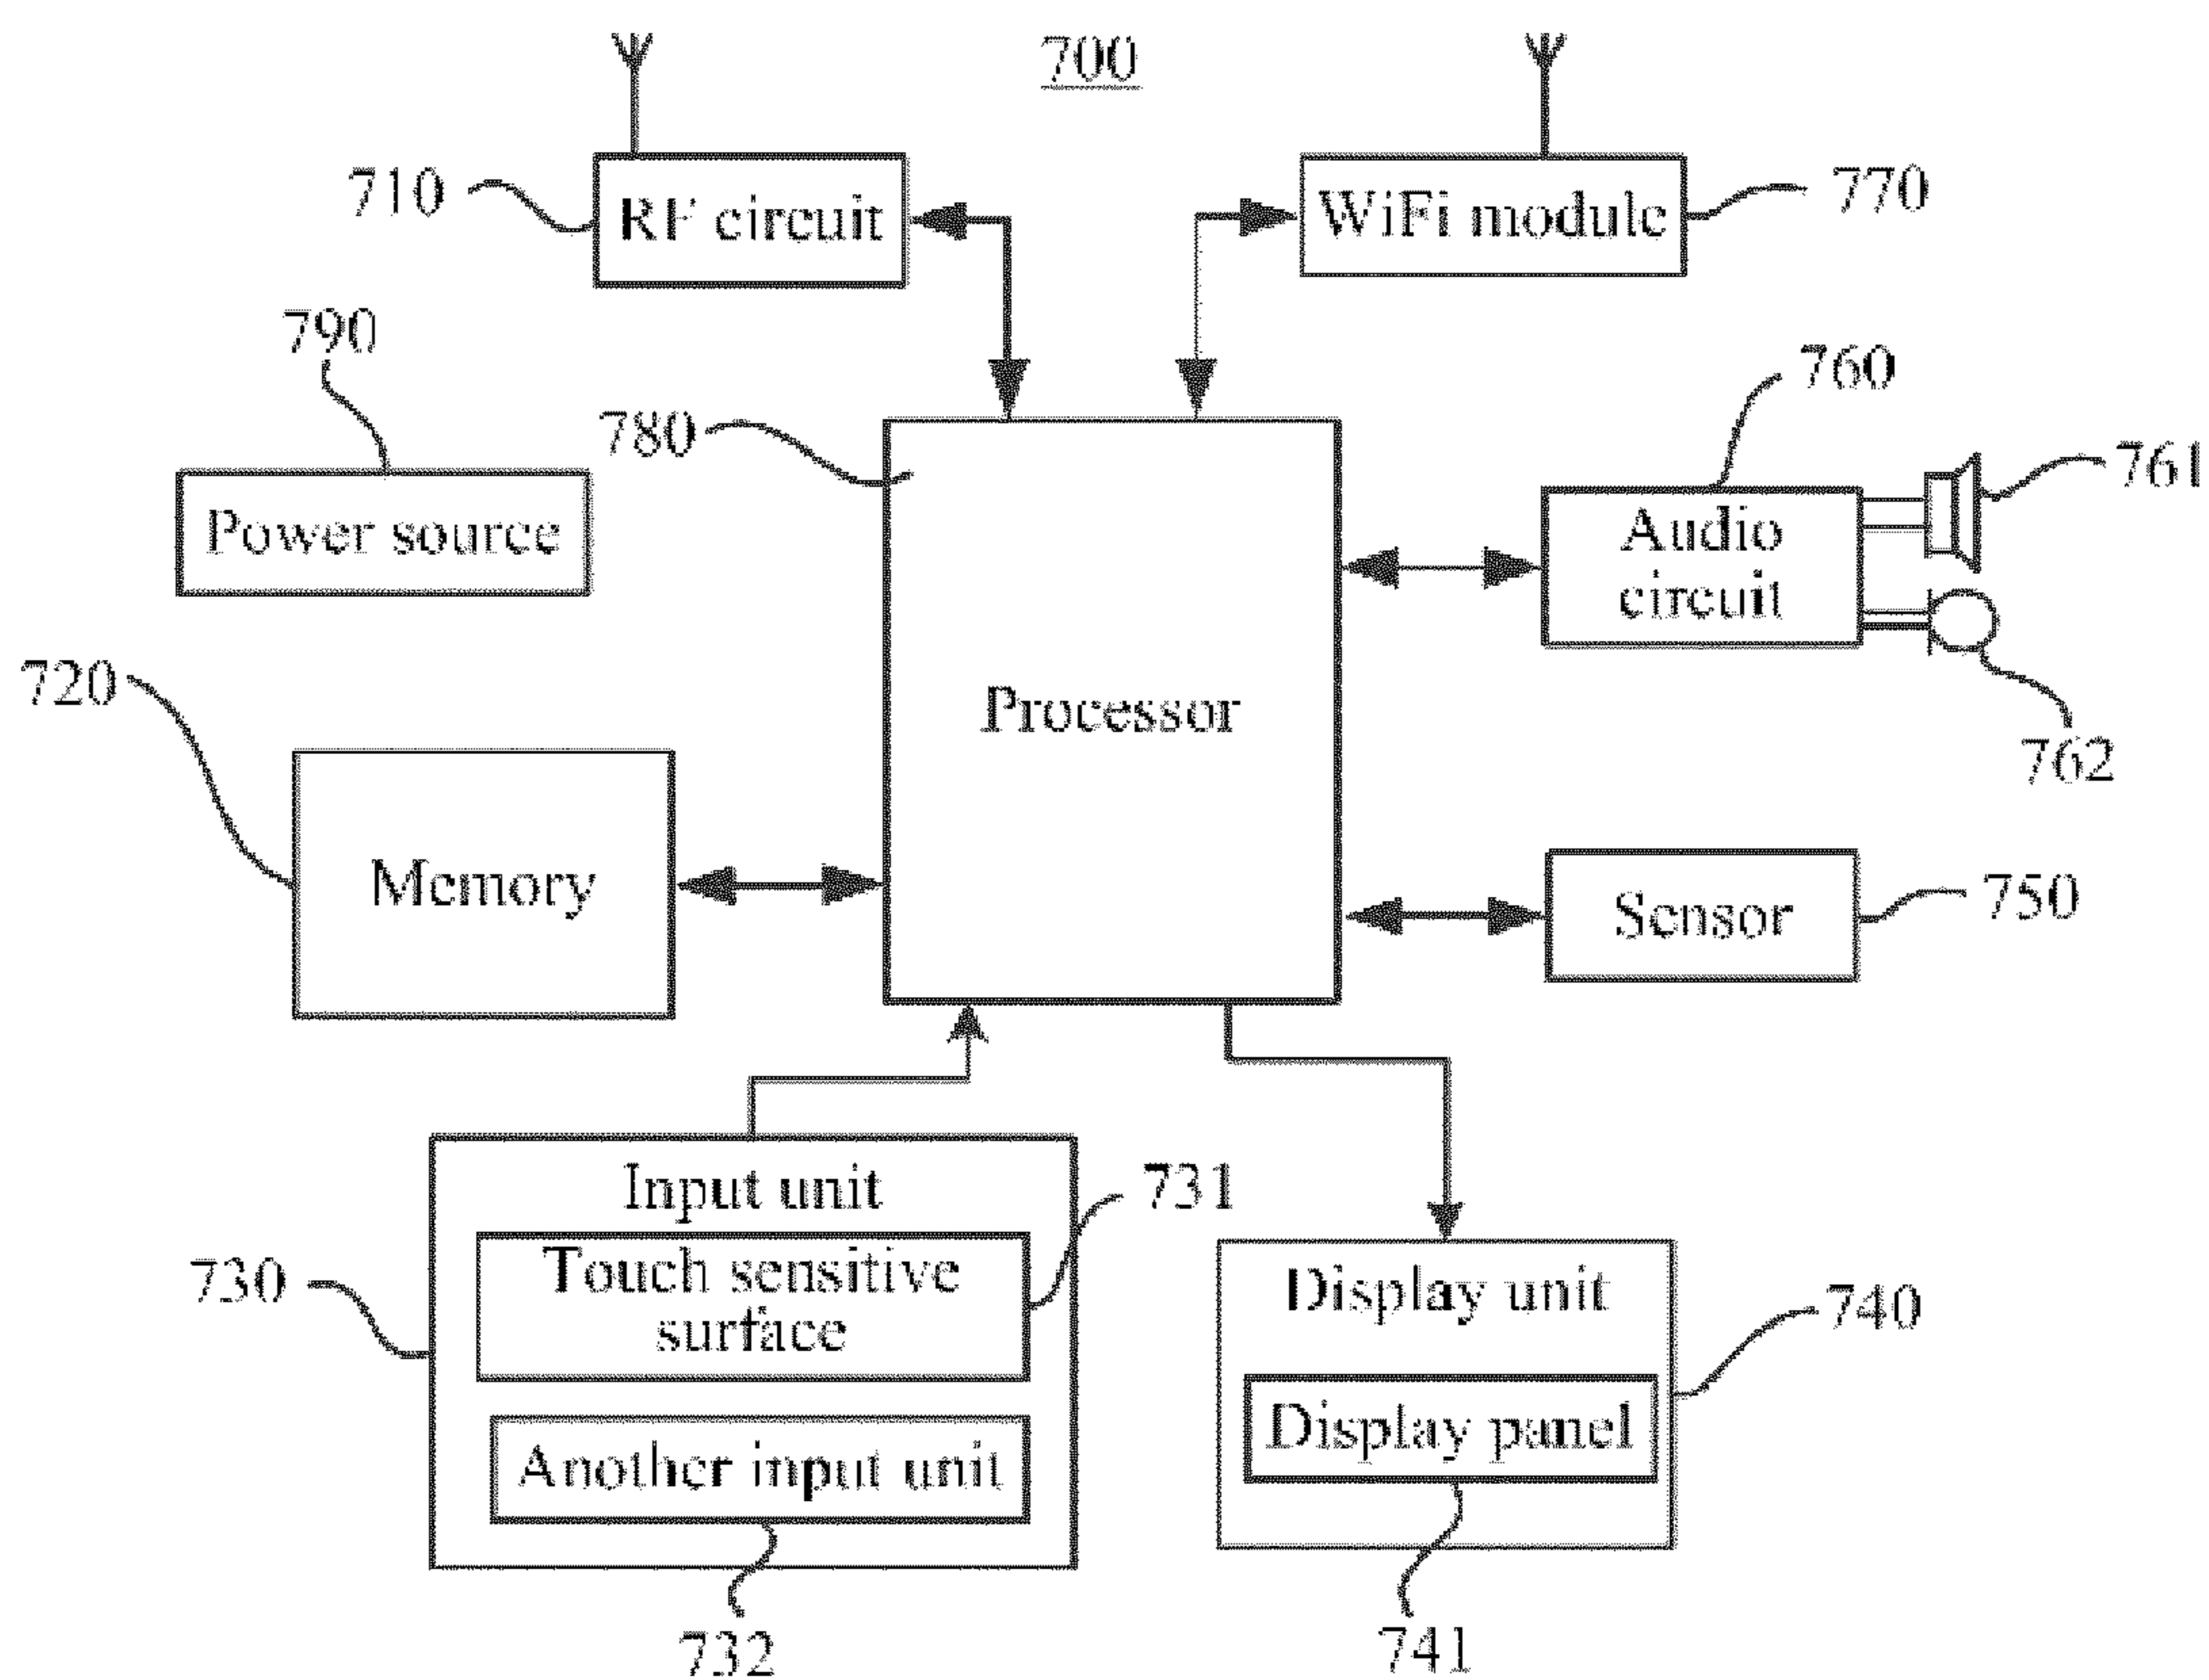 700
710
RF circuit
WiFi module
770
790
780
760
761
Power source
Audio
circuit
720
Processor
762
Memory
Sensor
750
Input unit
731
Touch sensitive
surface
730
Display unit
740
Display panel
Another input unit
732
741